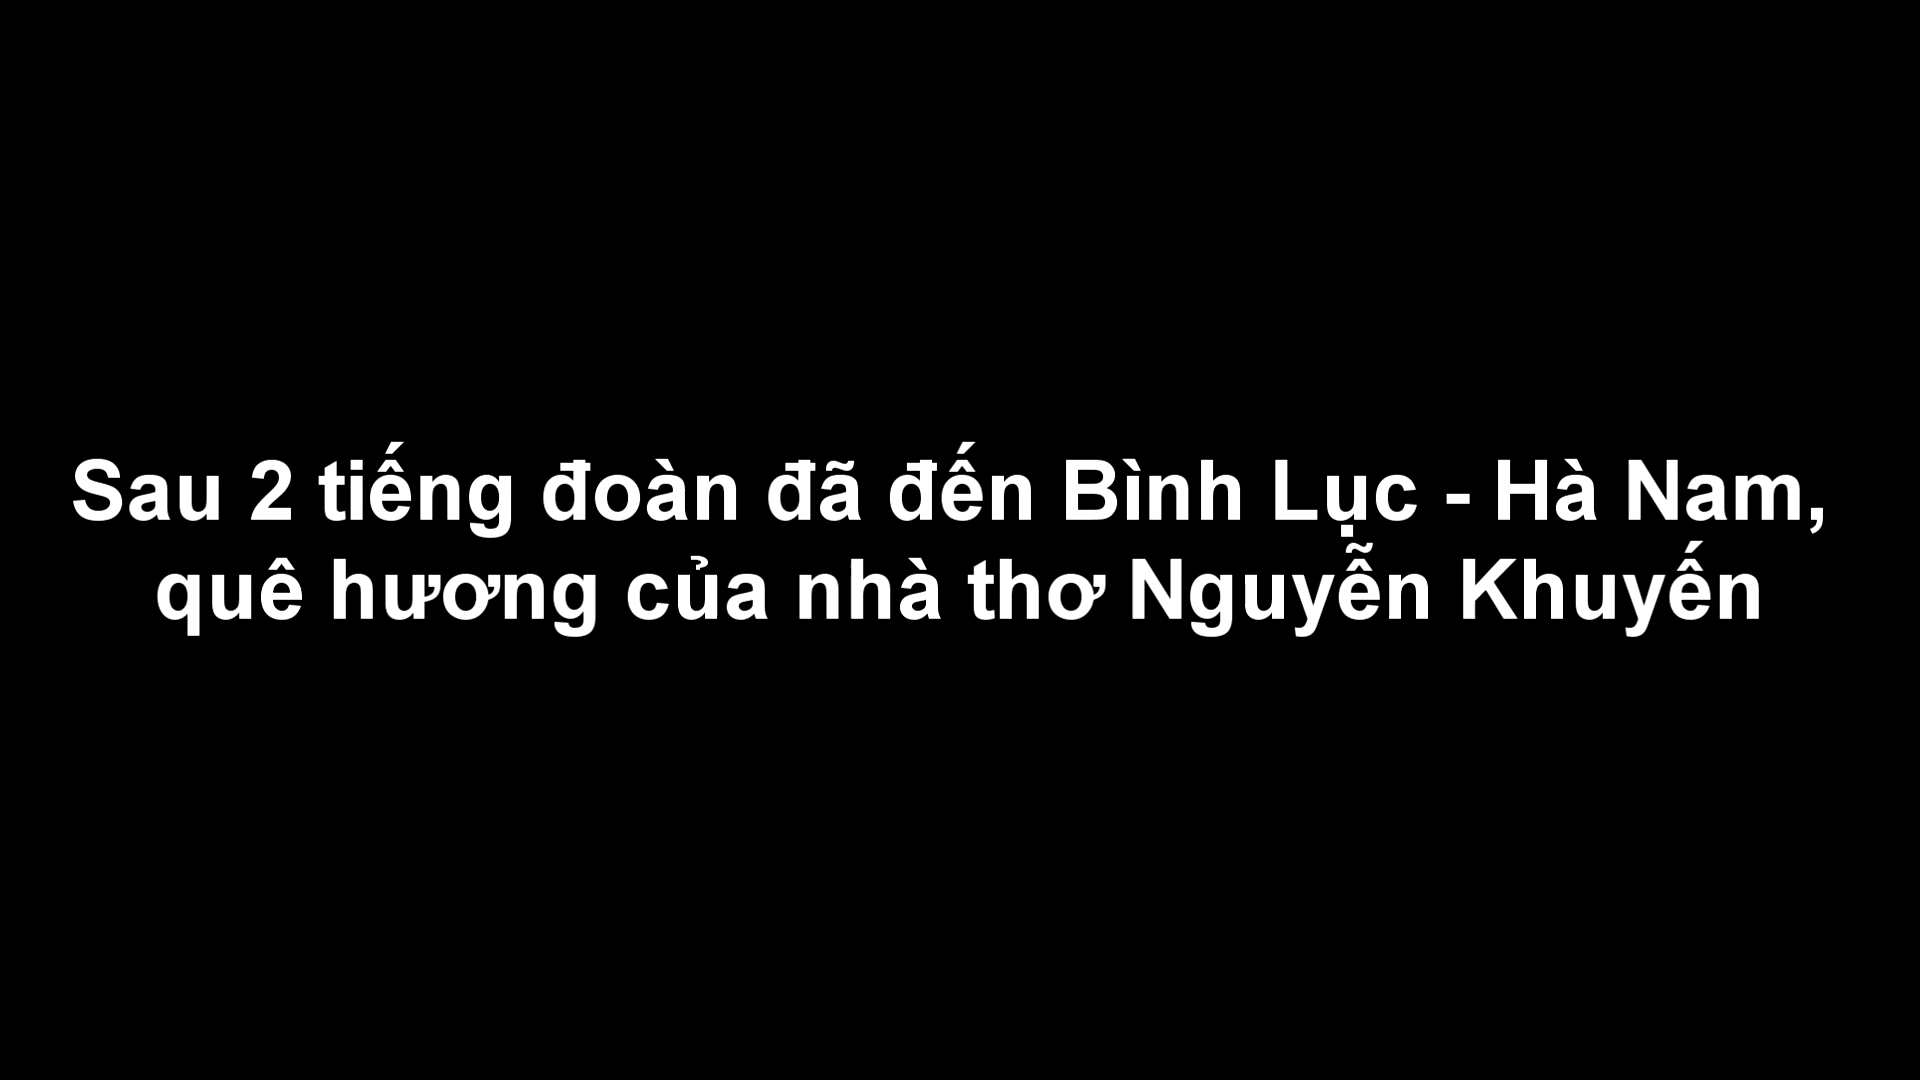 Sau 2 tiếng đoàn đã đến Bình Lục - Hà Nam,
quê hương của nhà thơ Nguyễn Khuyến